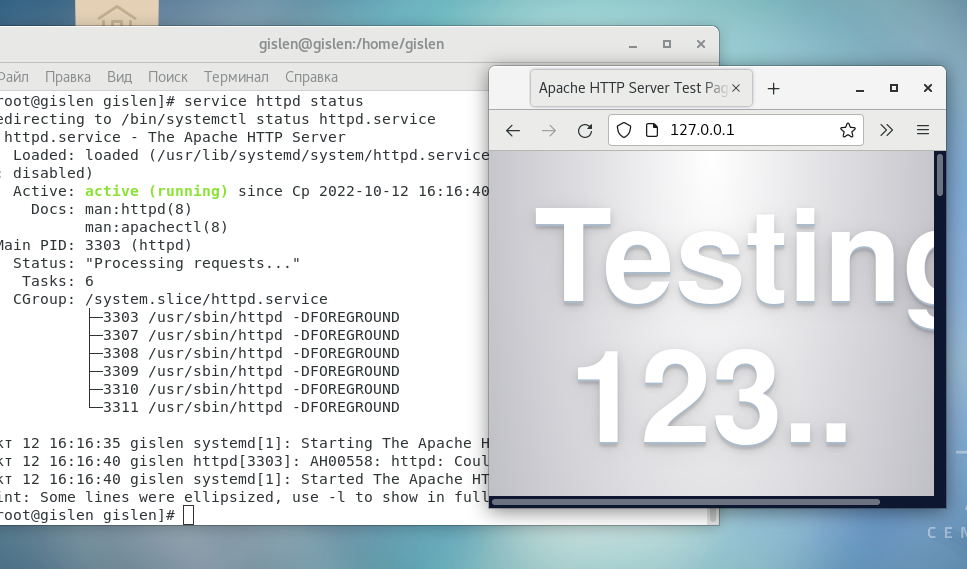 gislen@gislen:/home/gislen
Файл Правка Вид Поиск Терминал Справка
root@gislen gislen]# service httpd status
edirecting to /bin/systemctl status httpd.service
httpd.service - The Apache HTTP Server
Loaded: loaded (/usr/lib/systemd/system/httpd.service
: disabled)
Active: active (running) since Ср 2022-10-12 16:16:40
Docs: man:httpd(8)
man:apachectl(8)
Main PID: 3303 (httpd)
Status: "Processing requests..."
Tasks: 6
CGroup: /system.slice/httpd.service
├─3303 /usr/sbin/httpd -DFOREGROUND
├─3307 /usr/sbin/httpd -DFOREGROUND
├─3308 /usr/sbin/httpd -DFOREGROUND
├─3309 /usr/sbin/httpd -DFOREGROUND
├─3310 /usr/sbin/httpd -DFOREGROUND
└─3311 /usr/sbin/httpd -DFOREGROUND
кт 12 16:16:35 gislen systemd[1]: Starting The Apache H
кт 12 16:16:40 gislen httpd[3303]: AH00558: httpd: Coul
кт 12 16:16:40 gislen systemd[1]: Started The Apache HT
int: Some lines were ellipsized, use -l to show in full
root@gislen gislen]#
Apache HTTP Server Test Pag
127.0.0.1
Testing
123..
CEN